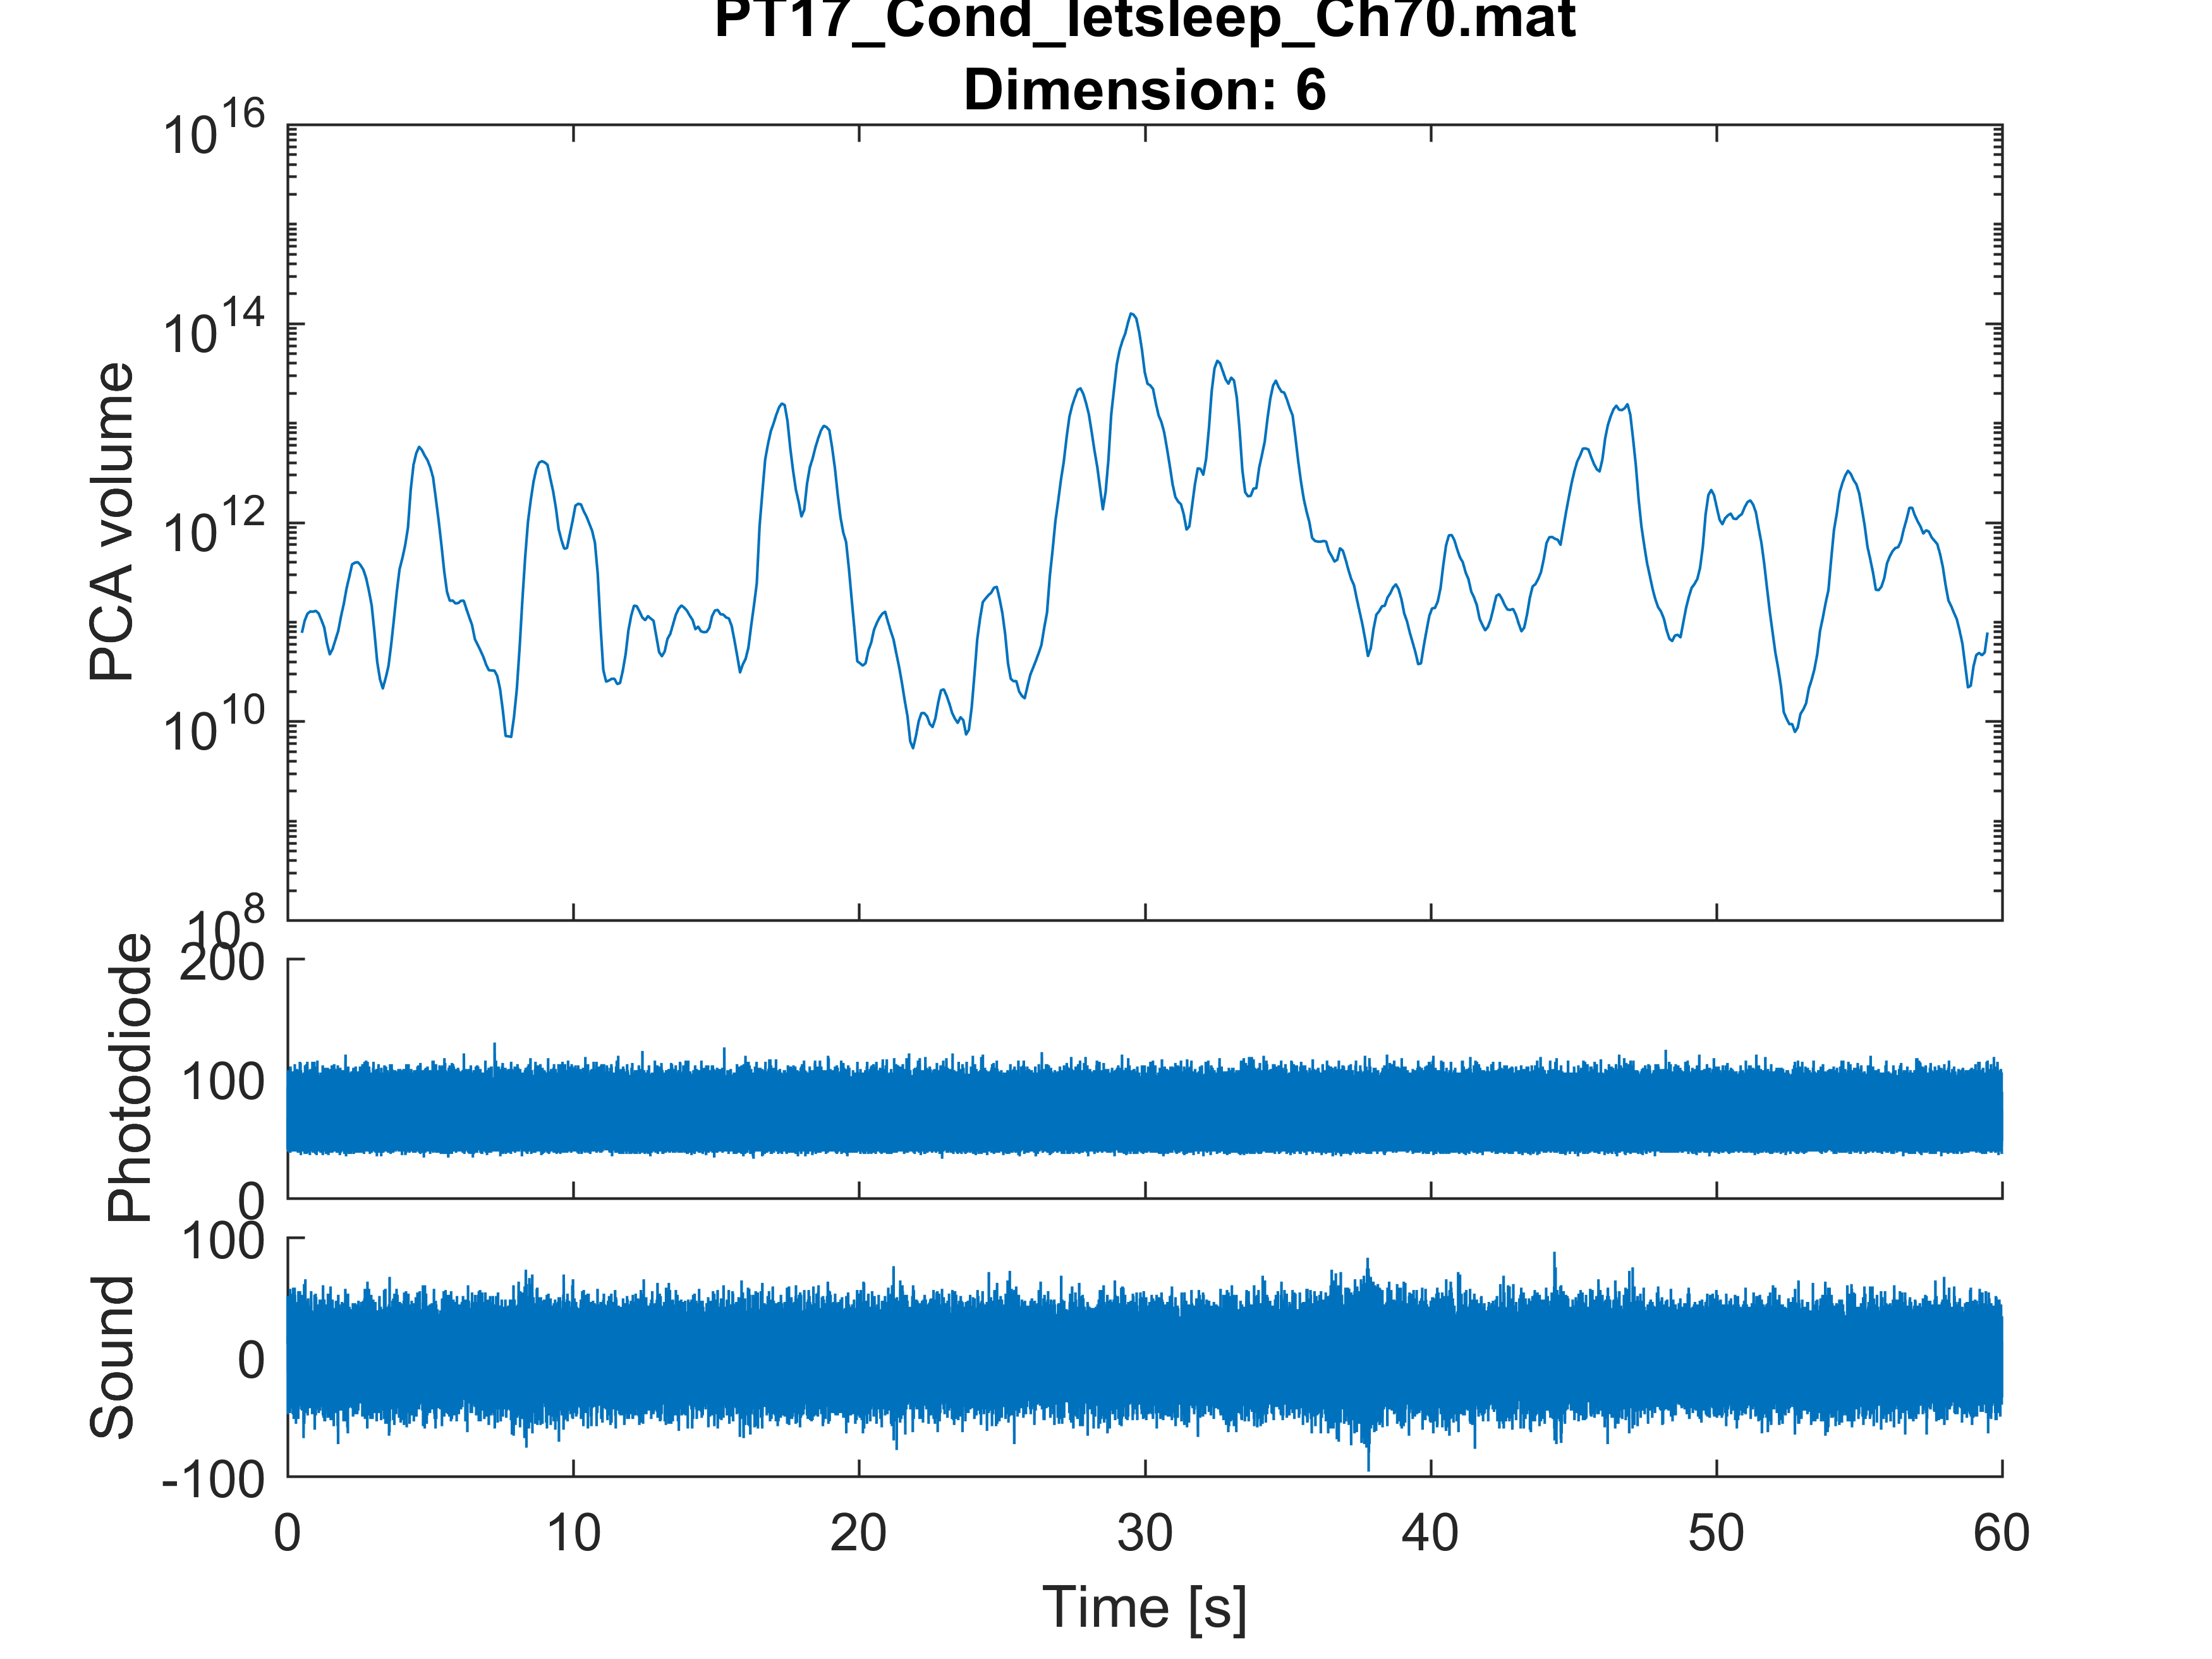 PT17_Cond_letsleep_Ch70.mat
Dimension: 6
10^16
10^14
10^12
10^10
10^8
PCA volume
200
100
0
Photodiode
100
0
-100
Sound
0 10 20 30 40 50 60
Time [s]